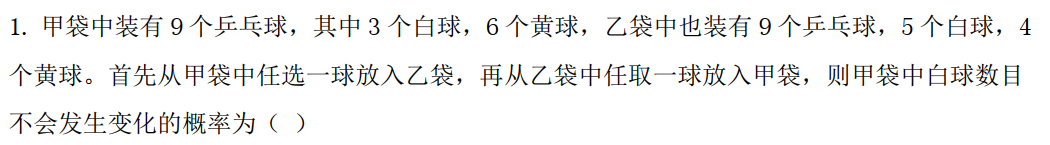 1. 甲袋中装有 9 个乒乓球，其中 3 个白球，6 个黄球，乙袋中也装有 9 个乒乓球，5 个白球，4
个黄球。首先从甲袋中任选一球放入乙袋，再从乙袋中任取一球放入甲袋，则甲袋中白球数目
不会发生变化的概率为（ ）